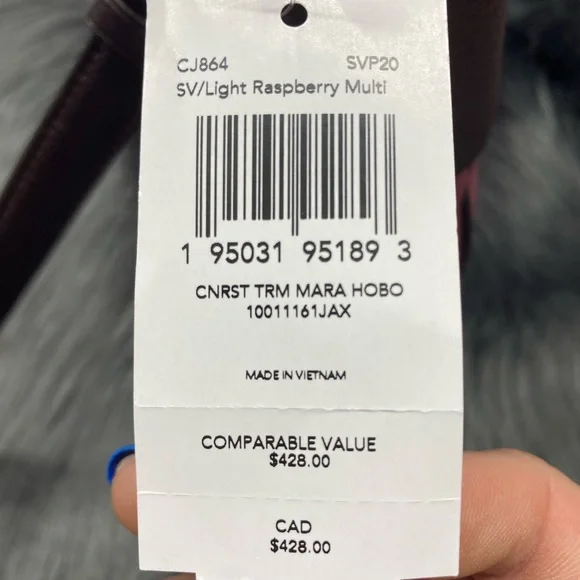 CJ864 SVP20
SV/Light Raspberry Multi
1 95031 95189 3
CNRST TRM MARA HOBO
10011161JAX
MADE IN VIETNAM
COMPARABLE VALUE
$428.00
CAD
$428.00